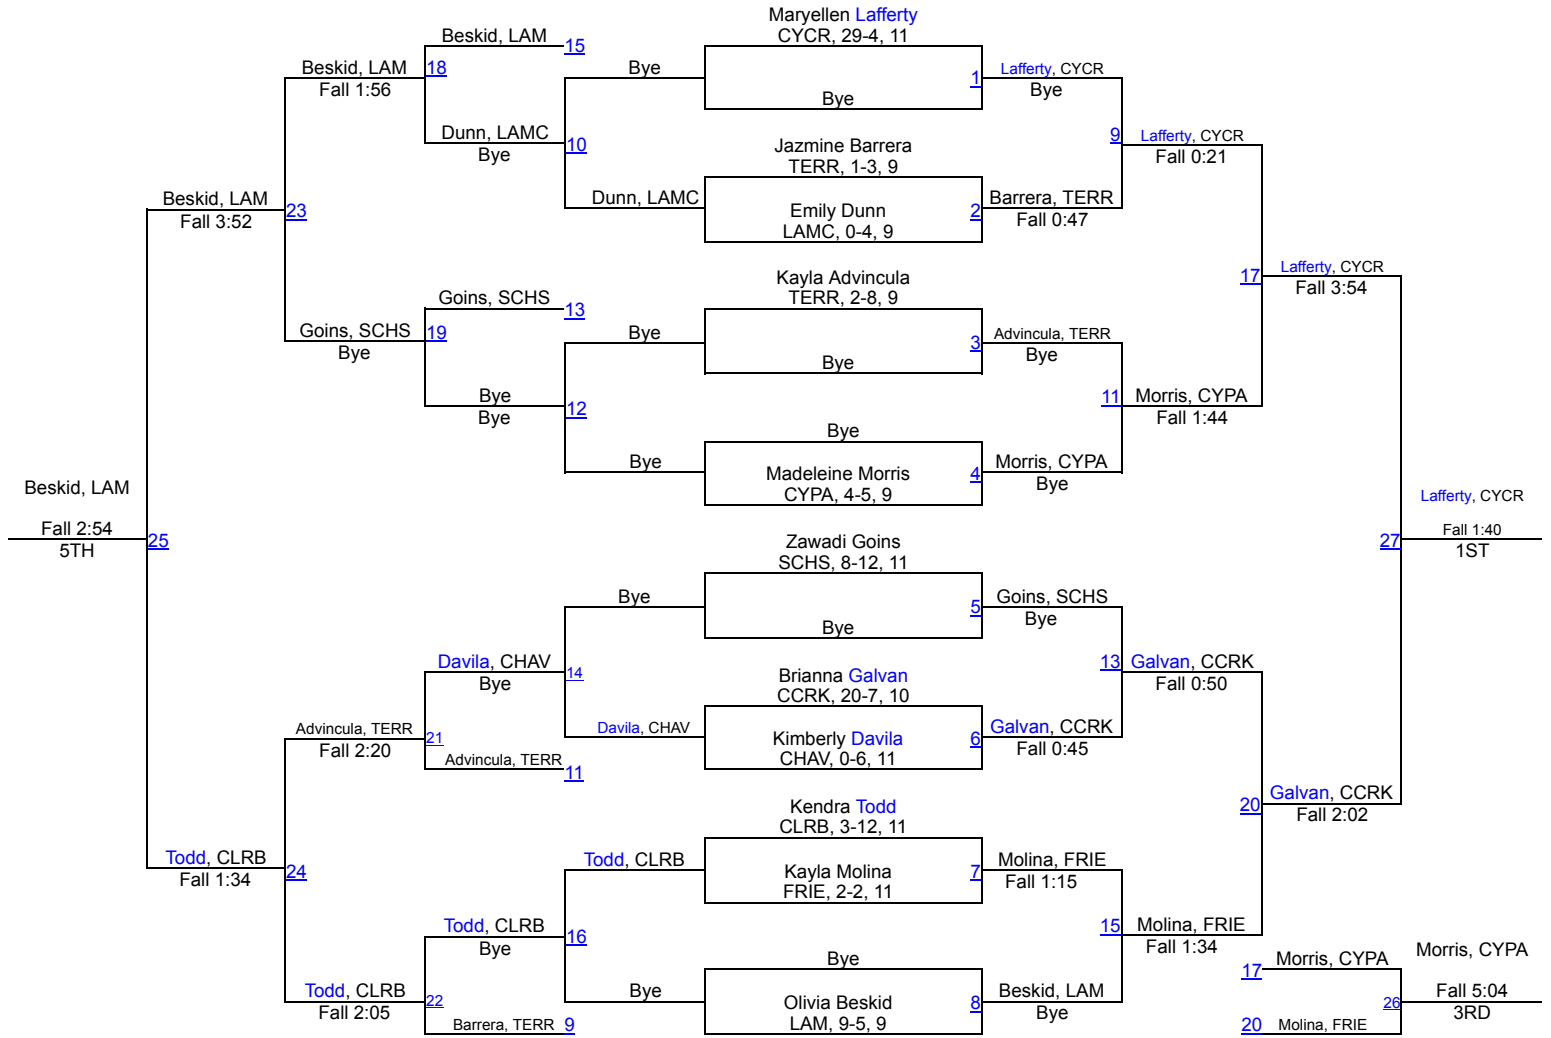 Maryellen Lafferty
CYCR, 29-4, 11
Beskid, LAM
15
Beskid, LAM
18
Fall 1:56
Bye
1
Lafferty, CYCR
Bye
Bye
Dunn, LAMC
Bye
10
Jazmine Barrera
TERR, 1-3, 9
9
Lafferty, CYCR
Fall 0:21
Beskid, LAM
Fall 3:52
23
Dunn, LAMC
Emily Dunn
LAMC, 0-4, 9
2
Barrera, TERR
Fall 0:47
Kayla Advincula
TERR, 2-8, 9
17
Lafferty, CYCR
Fall 3:54
Goins, SCHS
13
Goins, SCHS
Bye
19
Bye
3
Advincula, TERR
Bye
Bye
Bye
Bye
12
11
Morris, CYPA
Fall 1:44
Bye
Bye
Madeleine Morris
CYPA, 4-5, 9
4
Morris, CYPA
Bye
Beskid, LAM
Fall 2:54
5TH
25
Lafferty, CYCR
27
Fall 1:40
1ST
Zawadi Goins
SCHS, 8-12, 11
Bye
5
Goins, SCHS
Bye
Bye
Davila, CHAV
Bye
14
Brianna Galvan
CCRK, 20-7, 10
13
Galvan, CCRK
Fall 0:50
Advincula, TERR
Fall 2:20
21
Davila, CHAV
Kimberly Davila
CHAV, 0-6, 11
6
Galvan, CCRK
Fall 0:45
Advincula, TERR
11
Kendra Todd
CLRB, 3-12, 11
20
Galvan, CCRK
Fall 2:02
Todd, CLRB
Fall 1:34
24
Todd, CLRB
Kayla Molina
FRIE, 2-2, 11
7
Molina, FRIE
Fall 1:15
Todd, CLRB
Bye
16
15
Molina, FRIE
Fall 1:34
Bye
Todd, CLRB
Fall 2:05
22
Bye
Olivia Beskid
LAM, 9-5, 9
8
Beskid, LAM
Bye
Barrera, TERR
9
17
Morris, CYPA
Morris, CYPA
26
Fall 5:04
3RD
20
Molina, FRIE